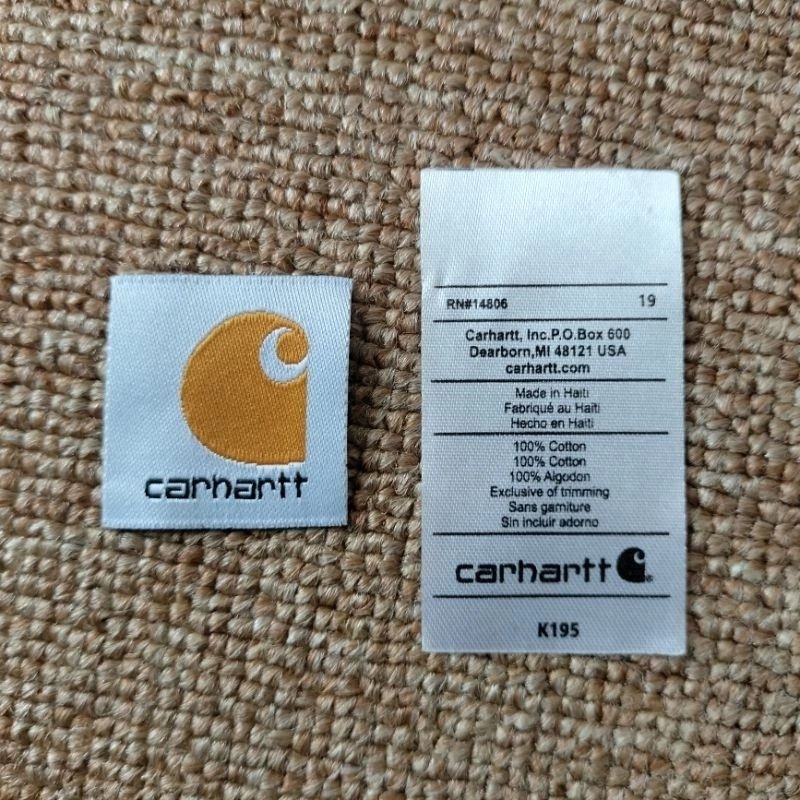 carhartt
RN#14806 19
Carhartt, Inc.P.O.Box 600
Dearborn,MI 48121 USA
carhartt.com
Made in Haiti
Fabriqué au Haïti
Hecho en Haití
100% Cotton
100% Cotton
100% Algodon
Exclusive of trimming
Sans garniture
Sin incluir adorno
carhartt
K195